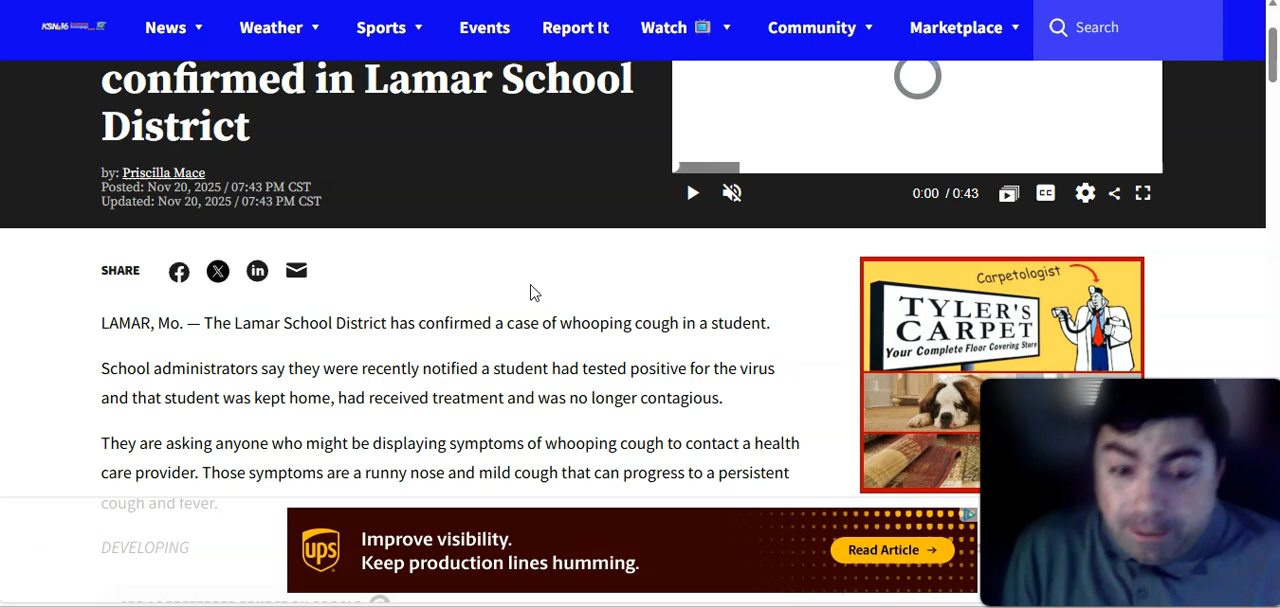 KSN 16
News
Weather
Sports
Events
Report It
Watch
Community
Marketplace
Search
confirmed in Lamar School
District
by: Priscilla Mace
Posted: Nov 20, 2025 / 07:43 PM CST
Updated: Nov 20, 2025 / 07:43 PM CST
0:00 / 0:43
CC
SHARE
LAMAR, Mo. — The Lamar School District has confirmed a case of whooping cough in a student.
School administrators say they were recently notified a student had tested positive for the virus
and that student was kept home, had received treatment and was no longer contagious.
They are asking anyone who might be displaying symptoms of whooping cough to contact a health
care provider. Those symptoms are a runny nose and mild cough that can progress to a persistent
cough and fever.
DEVELOPING
Carpetologist
TYLER'S
CARPET
Your Complete Floor Covering Store
ups
Improve visibility.
Keep production lines humming.
Read Article →